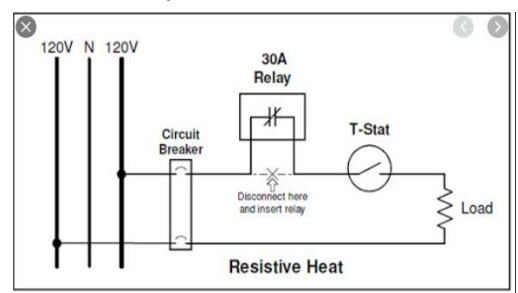 120V N 120V
30A
Relay
Circuit
Breaker
T-Stat
Disconnect here
and insert relay
Load
Resistive Heat